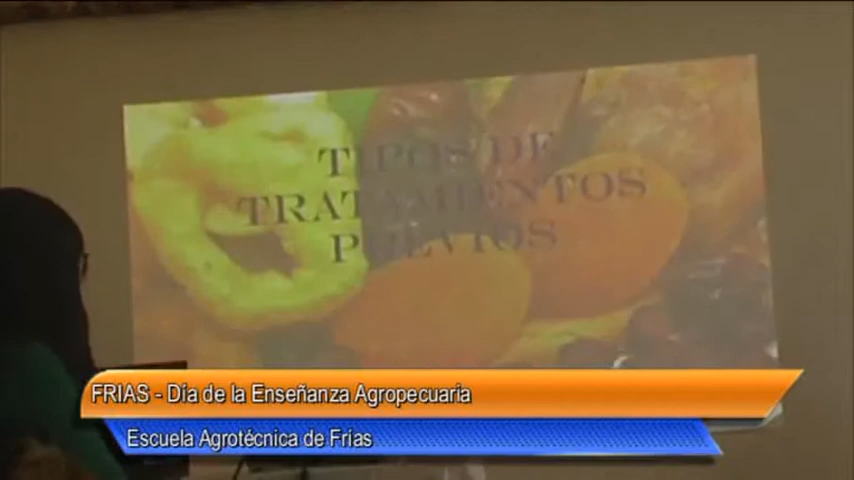 TIPOS DE
TRATAMIENTOS
PREVIOS
FRIAS - Día de la Enseñanza Agropecuaria
Escuela Agrotécnica de Frías